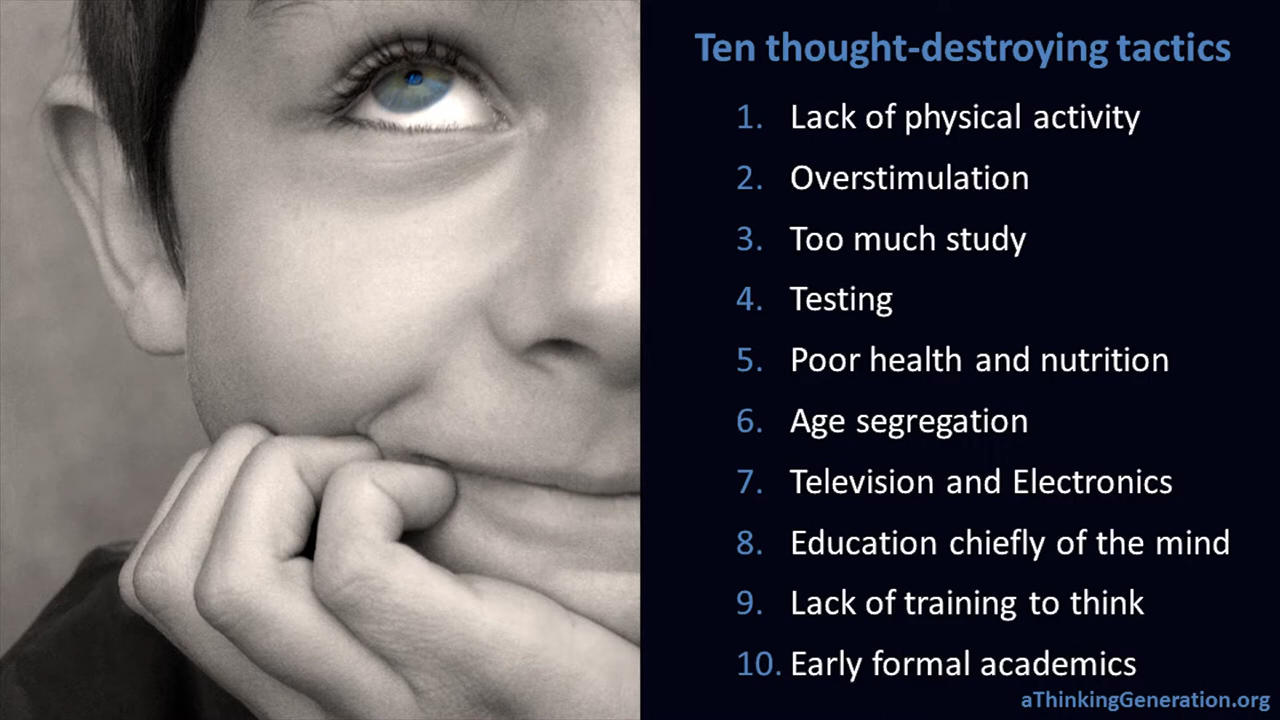 Ten thought-destroying tactics
1. Lack of physical activity
2. Overstimulation
3. Too much study
4. Testing
5. Poor health and nutrition
6. Age segregation
7. Television and Electronics
8. Education chiefly of the mind
9. Lack of training to think
10. Early formal academics
aThinkingGeneration.org